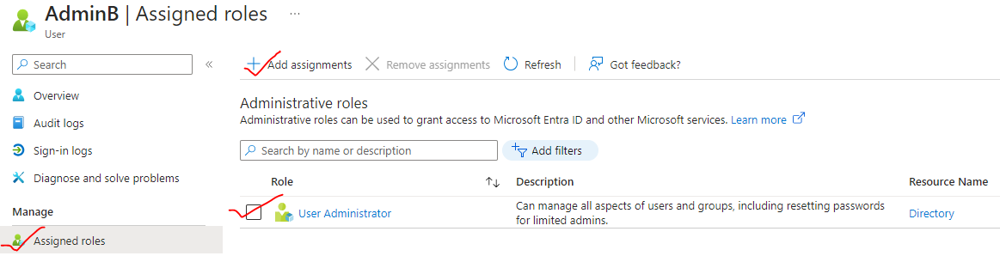 AdminB | Assigned roles ...
User
Search
«
Add assignments
Remove assignments
Refresh
Got feedback?
Overview
Audit logs
Sign-in logs
Diagnose and solve problems
Manage
Assigned roles
Administrative roles
Administrative roles can be used to grant access to Microsoft Entra ID and other Microsoft services. Learn more
Search by name or description
Add filters
Role
Description
Resource Name
User Administrator
Can manage all aspects of users and groups, including resetting passwords
for limited admins.
Directory